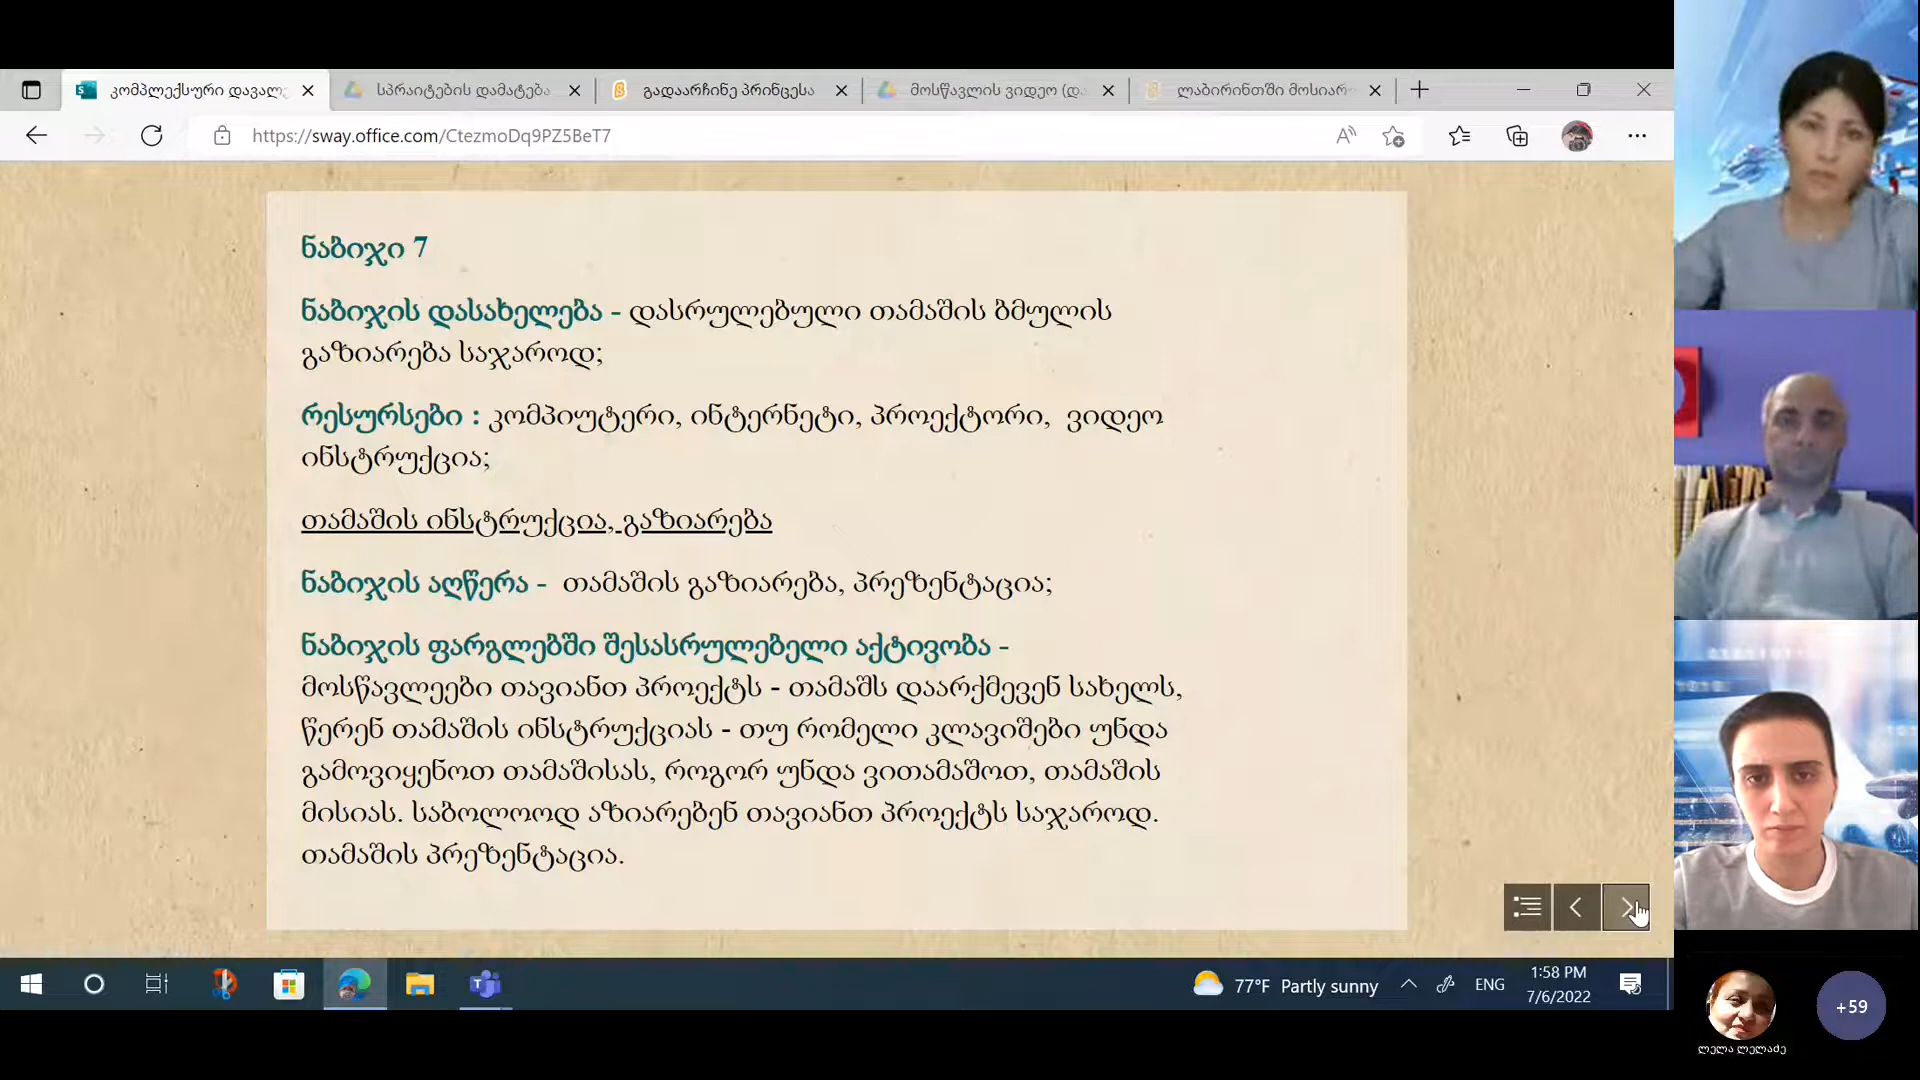 კომპლექსური დავალე
სპრაიტების დამატება
გადაარჩინე პრინცესა
მოსწავლის ვიდეო (და
ლაბირინთში მოსიარ
https://sway.office.com/CtezmoDq9PZ5BeT7
ნაბიჯი 7
ნაბიჯის დასახელება - დასრულებული თამაშის ბმულის
გაზიარება საჯაროდ;
რესურსები : კომპიუტერი, ინტერნეტი, პროექტორი, ვიდეო
ინსტრუქცია;
თამაშის ინსტრუქცია, გაზიარება
ნაბიჯის აღწერა - თამაშის გაზიარება, პრეზენტაცია;
ნაბიჯის ფარგლებში შესასრულებელი აქტივობა -
მოსწავლეები თავიანთ პროექტს - თამაშს დაარქმევენ სახელს,
წერენ თამაშის ინსტრუქციას - თუ რომელი კლავიშები უნდა
გამოვიყენოთ თამაშისას, როგორ უნდა ვითამაშოთ, თამაშის
მისიას. საბოლოოდ აზიარებენ თავიანთ პროექტს საჯაროდ.
თამაშის პრეზენტაცია.
77°F Partly sunny
ENG
1:58 PM
7/6/2022
+59
ლელა ლელაძე